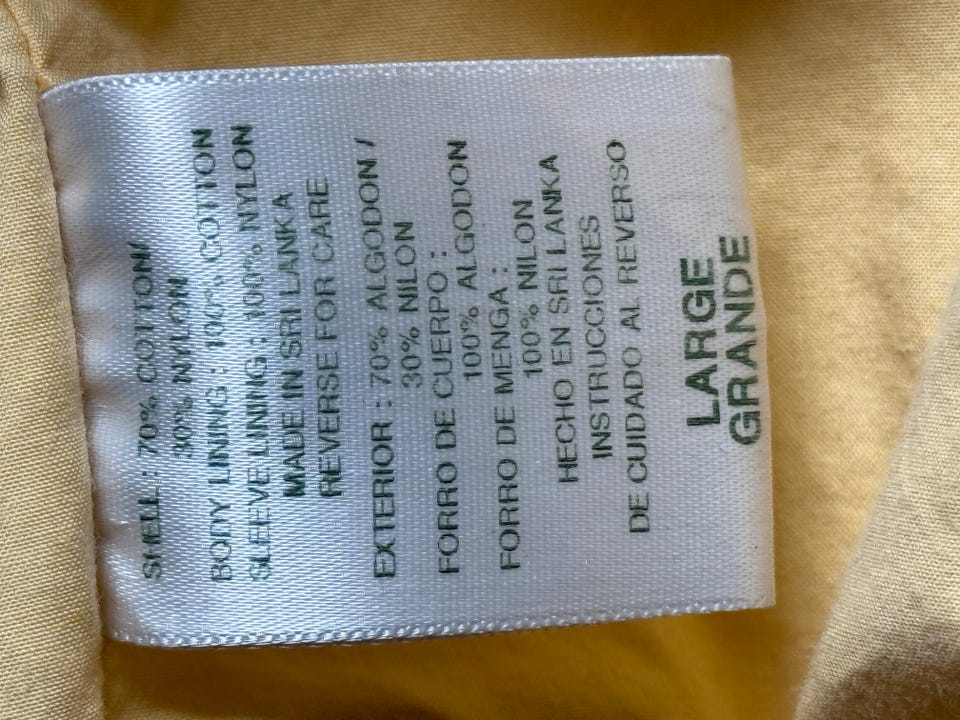 SHELL : 70% COTTON/
30% NYLON
BODY LINING : 100% COTTON
SLEEVE LINING : 100% NYLON
MADE IN SRI LANKA
REVERSE FOR CARE
EXTERIOR : 70% ALGODON /
30% NILON
FORRO DE CUERPO :
100% ALGODON
FORRO DE MENGA :
100% NILON
HECHO EN SRI LANKA
INSTRUCCIONES
DE CUIDADO AL REVERSO
LARGE
GRANDE